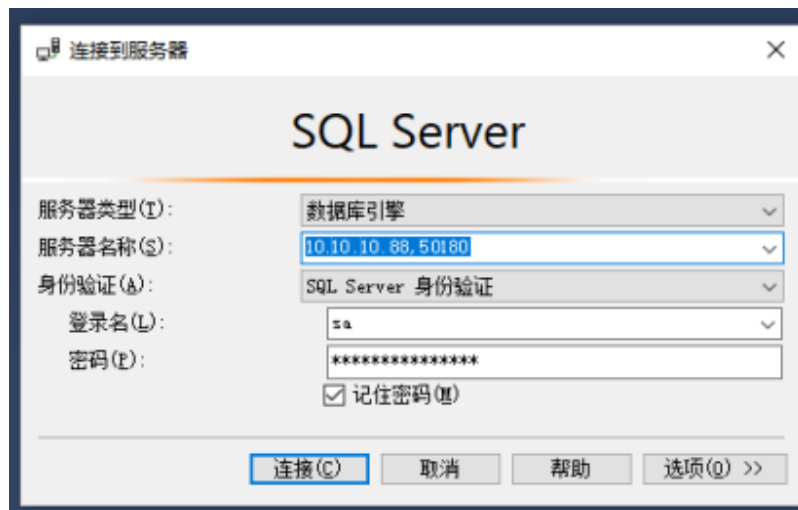 连接到服务器
SQL Server
服务器类型(T): 数据库引擎
服务器名称(S): 10.10.10.88,50180
身份验证(A): SQL Server 身份验证
登录名(L): sa
密码(P): ***************
记住密码(M)
连接(C) 取消 帮助 选项(O) >>